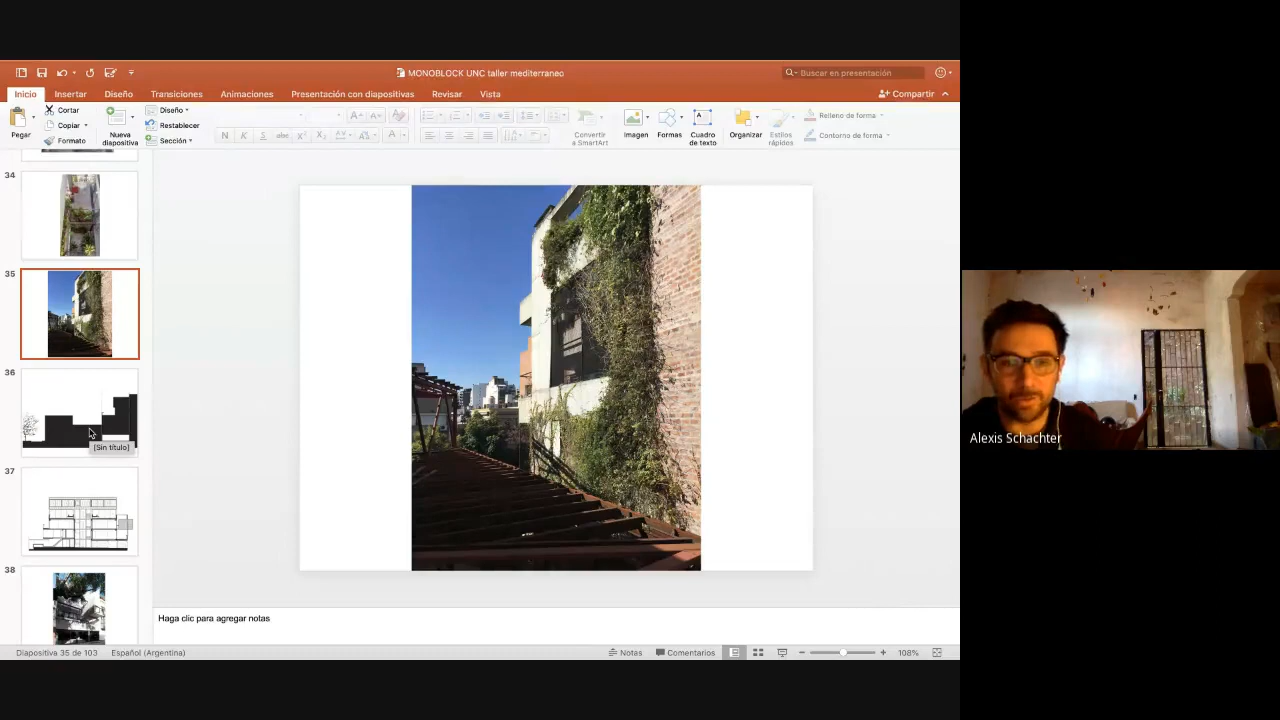 MONOBLOCK UNC taller mediterraneo
Buscar en presentación
Inicio Insertar Diseño Transiciones Animaciones Presentación con diapositivas Revisar Vista
Compartir
Pegar
Cortar
Copiar
Formato
Nueva diapositiva
Diseño
Restablecer
Sección
N K S abc X² X₂
Convertir a SmartArt
Imagen
Formas
Cuadro de texto
Organizar
Estilos rápidos
Relleno de forma
Contorno de forma
34
35
36
[Sin título]
37
38
Alexis Schachter
Haga clic para agregar notas
Diapositiva 35 de 103 Español (Argentina) Notas Comentarios 108%